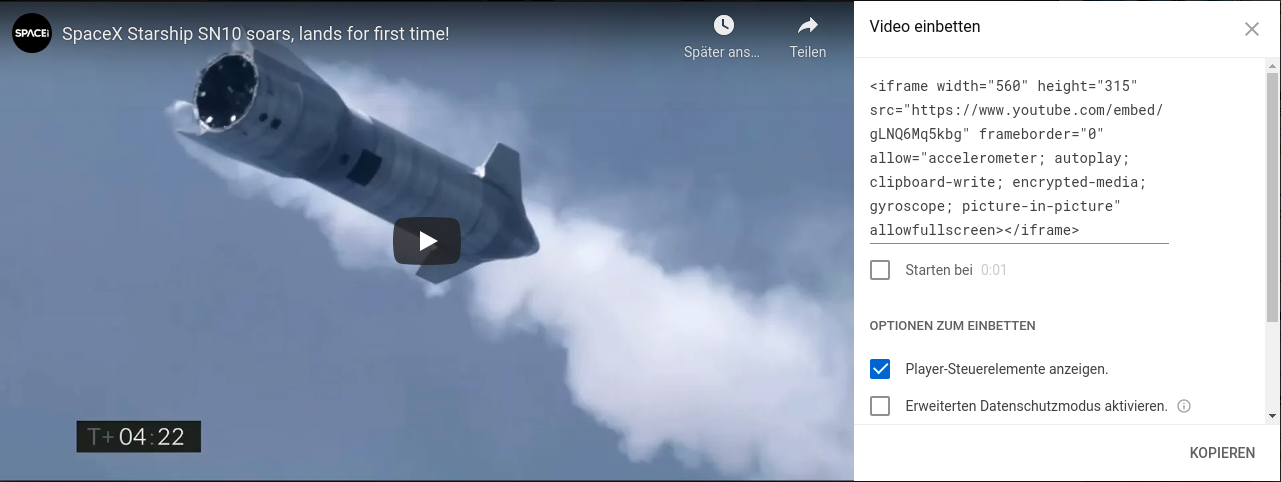 SPACE
SpaceX Starship SN10 soars, lands for first time!
Später ans...
Teilen
T+ 04:22
Video einbetten
<iframe width="560" height="315"
src="https://www.youtube.com/embed/
gLNQ6Mq5kbg" frameborder="0"
allow="accelerometer; autoplay;
clipboard-write; encrypted-media;
gyroscope; picture-in-picture"
allowfullscreen></iframe>
Starten bei 0:01
OPTIONEN ZUM EINBETTEN
Player-Steuerelemente anzeigen.
Erweiterten Datenschutzmodus aktivieren.
KOPIEREN